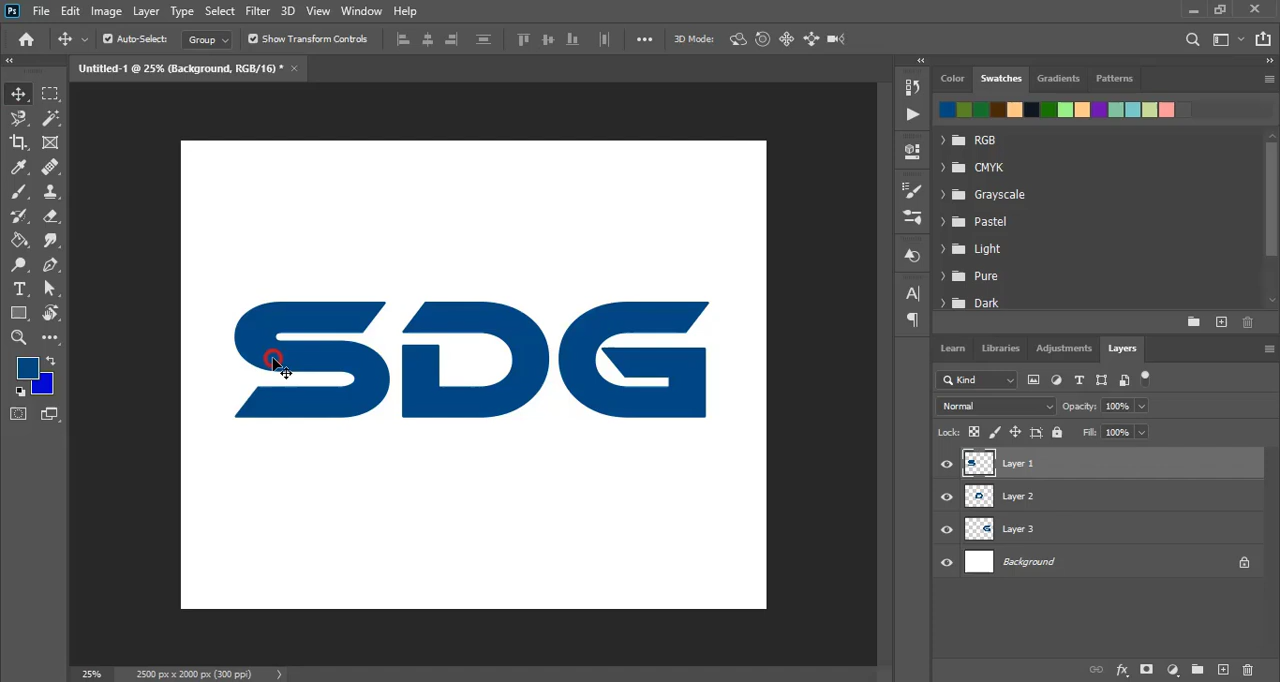 Ps File Edit Image Layer Type Select Filter 3D View Window Help
Auto-Select: Group Show Transform Controls 3D Mode:
Untitled-1 @ 25% (Background, RGB/16) *
Color Swatches Gradients Patterns
RGB
CMYK
Grayscale
Pastel
Light
Pure
Dark
SDG
Learn Libraries Adjustments Layers
Kind
Normal Opacity: 100%
Lock: Fill: 100%
Layer 1
Layer 2
Layer 3
Background
25% 2500 px x 2000 px (300 ppi)